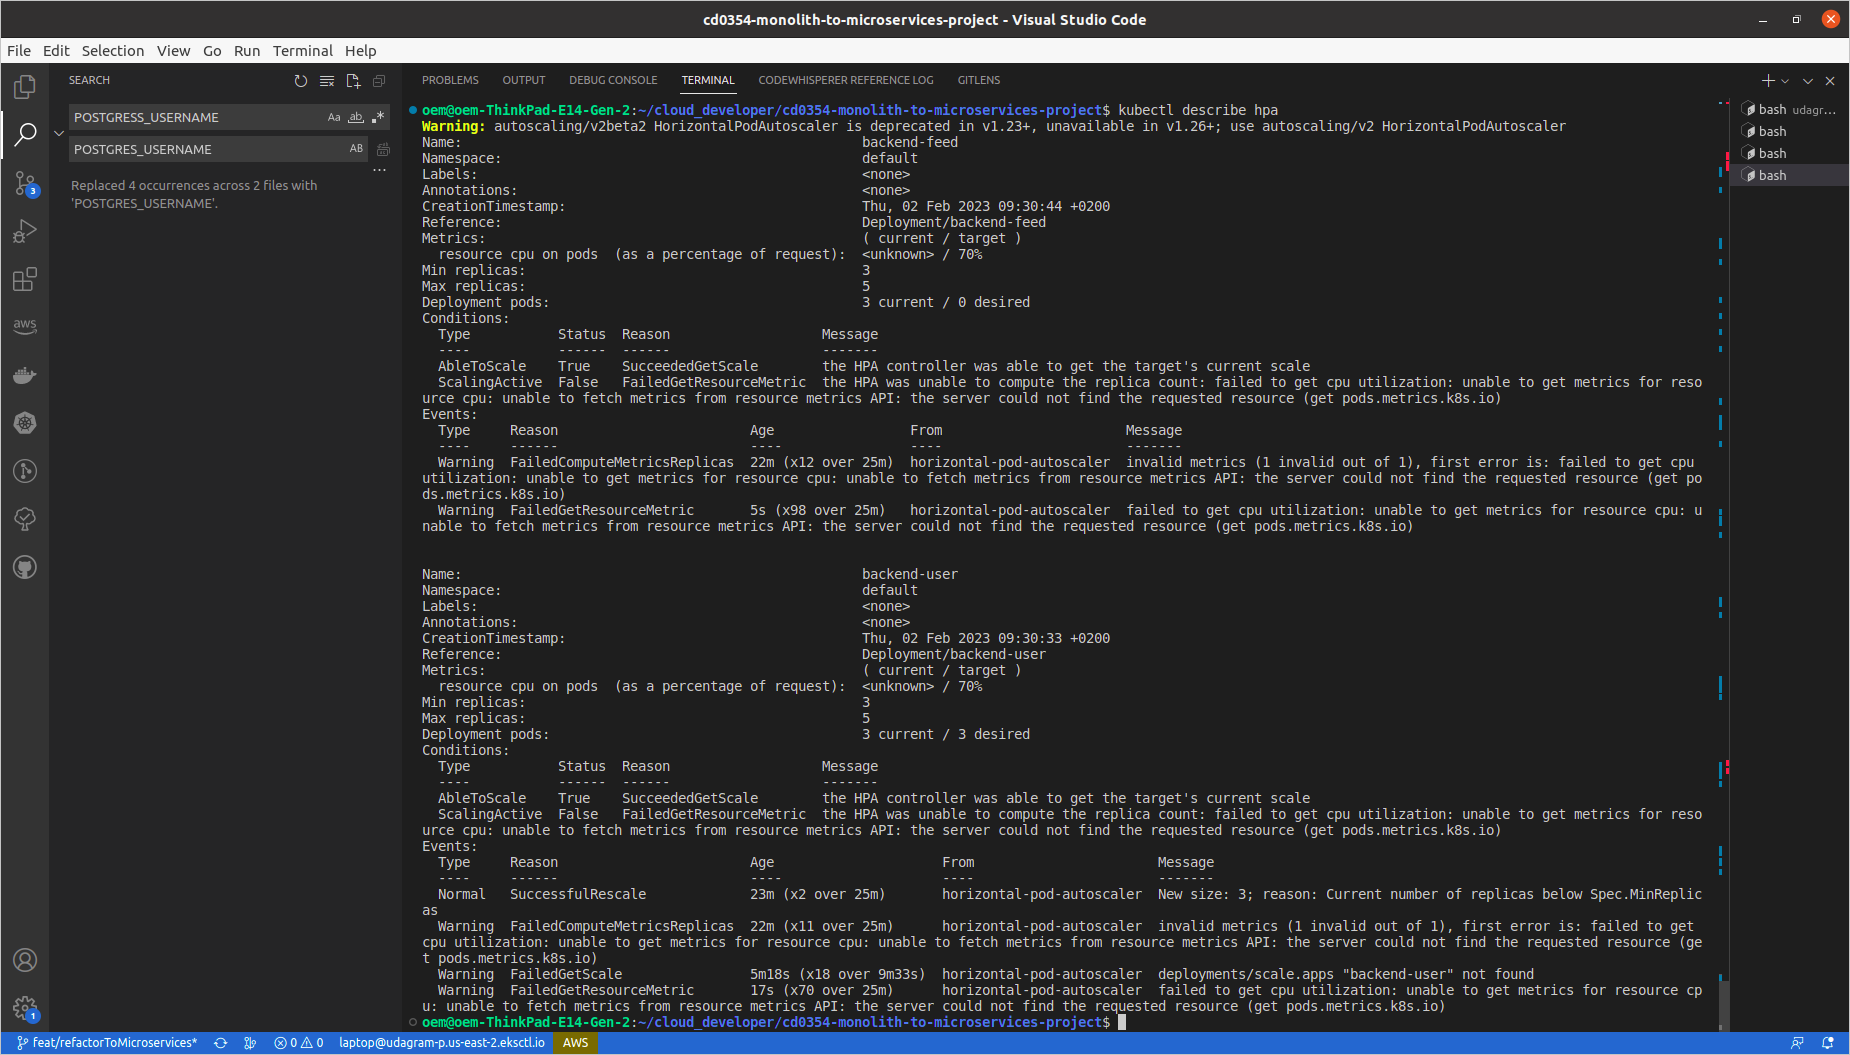 cd0354-monolith-to-microservices-project - Visual Studio Code
File Edit Selection View Go Run Terminal Help
SEARCH
POSTGRESS_USERNAME
Aa ab .*
POSTGRES_USERNAME
AB
...
Replaced 4 occurrences across 2 files with
'POSTGRES_USERNAME'.
3
aws
1
PROBLEMS OUTPUT DEBUG CONSOLE TERMINAL CODEWHISPERER REFERENCE LOG GITLENS
oem@oem-ThinkPad-E14-Gen-2:~/cloud_developer/cd0354-monolith-to-microservices-project$ kubectl describe hpa
Warning: autoscaling/v2beta2 HorizontalPodAutoscaler is deprecated in v1.23+, unavailable in v1.26+; use autoscaling/v2 HorizontalPodAutoscaler
Name: backend-feed
Namespace: default
Labels: <none>
Annotations: <none>
CreationTimestamp: Thu, 02 Feb 2023 09:30:44 +0200
Reference: Deployment/backend-feed
Metrics: ( current / target )
resource cpu on pods (as a percentage of request): <unknown> / 70%
Min replicas: 3
Max replicas: 5
Deployment pods: 3 current / 0 desired
Conditions:
Type Status Reason Message
---- ------ ------ -------
AbleToScale True SucceededGetScale the HPA controller was able to get the target's current scale
ScalingActive False FailedGetResourceMetric the HPA was unable to compute the replica count: failed to get cpu utilization: unable to get metrics for reso
urce cpu: unable to fetch metrics from resource metrics API: the server could not find the requested resource (get pods.metrics.k8s.io)
Events:
Type Reason Age From Message
---- ------ ---- ---- -------
Warning FailedComputeMetricsReplicas 22m (x12 over 25m) horizontal-pod-autoscaler invalid metrics (1 invalid out of 1), first error is: failed to get cpu
utilization: unable to get metrics for resource cpu: unable to fetch metrics from resource metrics API: the server could not find the requested resource (get po
ds.metrics.k8s.io)
Warning FailedGetResourceMetric 5s (x98 over 25m) horizontal-pod-autoscaler failed to get cpu utilization: unable to get metrics for resource cpu: u
nable to fetch metrics from resource metrics API: the server could not find the requested resource (get pods.metrics.k8s.io)
Name: backend-user
Namespace: default
Labels: <none>
Annotations: <none>
CreationTimestamp: Thu, 02 Feb 2023 09:30:33 +0200
Reference: Deployment/backend-user
Metrics: ( current / target )
resource cpu on pods (as a percentage of request): <unknown> / 70%
Min replicas: 3
Max replicas: 5
Deployment pods: 3 current / 3 desired
Conditions:
Type Status Reason Message
---- ------ ------ -------
AbleToScale True SucceededGetScale the HPA controller was able to get the target's current scale
ScalingActive False FailedGetResourceMetric the HPA was unable to compute the replica count: failed to get cpu utilization: unable to get metrics for reso
urce cpu: unable to fetch metrics from resource metrics API: the server could not find the requested resource (get pods.metrics.k8s.io)
Events:
Type Reason Age From Message
---- ------ ---- ---- -------
Normal SuccessfulRescale 23m (x2 over 25m) horizontal-pod-autoscaler New size: 3; reason: Current number of replicas below Spec.MinReplic
as
Warning FailedComputeMetricsReplicas 22m (x11 over 25m) horizontal-pod-autoscaler invalid metrics (1 invalid out of 1), first error is: failed to get
cpu utilization: unable to get metrics for resource cpu: unable to fetch metrics from resource metrics API: the server could not find the requested resource (ge
t pods.metrics.k8s.io)
Warning FailedGetScale 5m18s (x18 over 9m33s) horizontal-pod-autoscaler deployments/scale.apps "backend-user" not found
Warning FailedGetResourceMetric 17s (x70 over 25m) horizontal-pod-autoscaler failed to get cpu utilization: unable to get metrics for resource cp
u: unable to fetch metrics from resource metrics API: the server could not find the requested resource (get pods.metrics.k8s.io)
oem@oem-ThinkPad-E14-Gen-2:~/cloud_developer/cd0354-monolith-to-microservices-project$
bash udagr...
bash
bash
bash
feat/refactorToMicroservices* 0 0 laptop@udagram-p.us-east-2.eksctl.io AWS